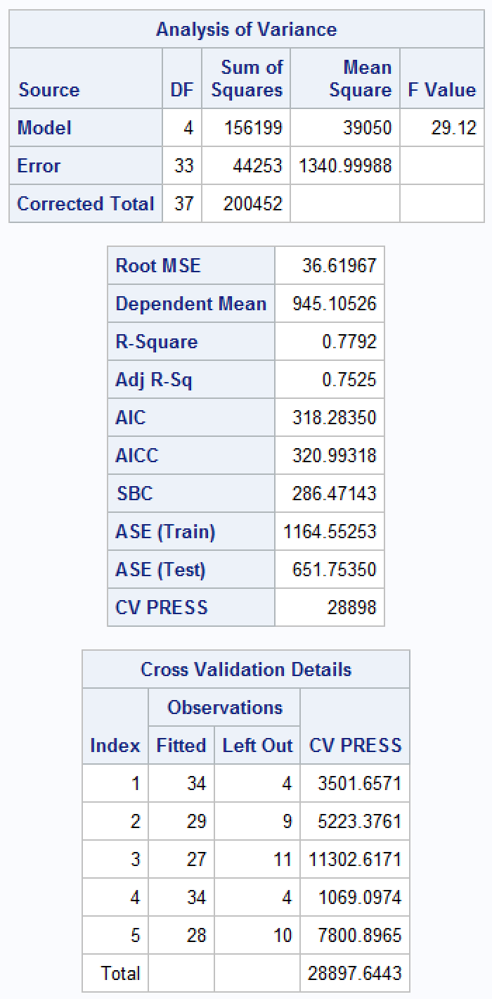 Analysis of Variance
Source DF Sum of Squares Mean Square F Value
Model 4 156199 39050 29.12
Error 33 44253 1340.99988
Corrected Total 37 200452
Root MSE 36.61967
Dependent Mean 945.10526
R-Square 0.7792
Adj R-Sq 0.7525
AIC 318.28350
AICC 320.99318
SBC 286.47143
ASE (Train) 1164.55253
ASE (Test) 651.75350
CV PRESS 28898
Cross Validation Details
Observations
Index Fitted Left Out CV PRESS
1 34 4 3501.6571
2 29 9 5223.3761
3 27 11 11302.6171
4 34 4 1069.0974
5 28 10 7800.8965
Total 28897.6443